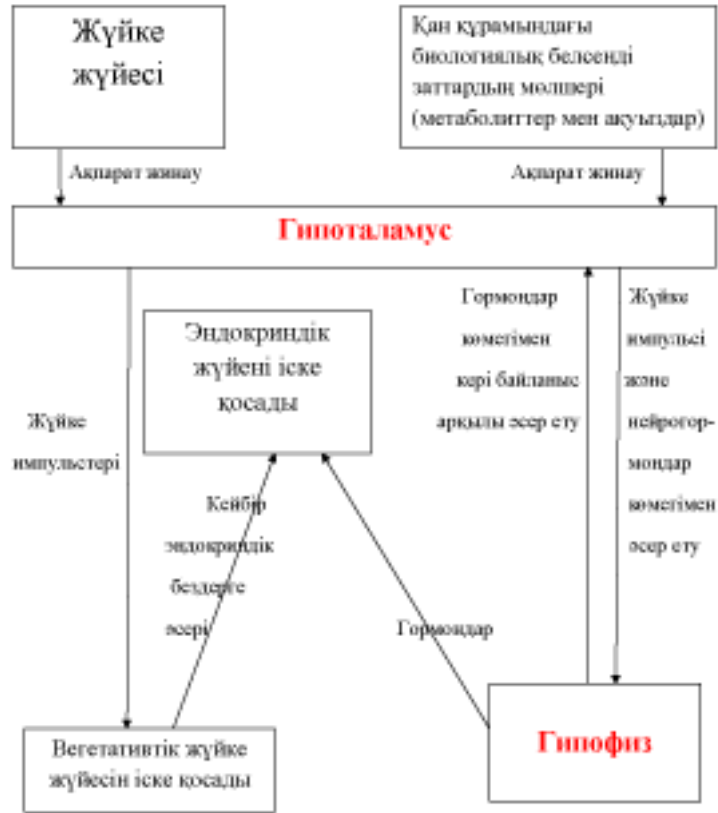 Жүйке
жүйесі
Қан құрамындағы
биологиялық белсенді
заттардың мөлшері
(метаболиттер мен ақуыздар)
Ақпарат жинау
Ақпарат жинау
Гипоталамус
Эндокриндік
жүйені іске
қосады
Гормондар
көмегімен
кері байланыс
арқылы әсер ету
Жүйке
импульсі
және
нейрогор-
мондар
көмегімен
әсер ету
Жүйке
импульстері
Кейбір
эндокриндік
бездерге
әсері
Гормондар
Вегетативтік жүйке
жүйесін іске қосады
Гипофиз